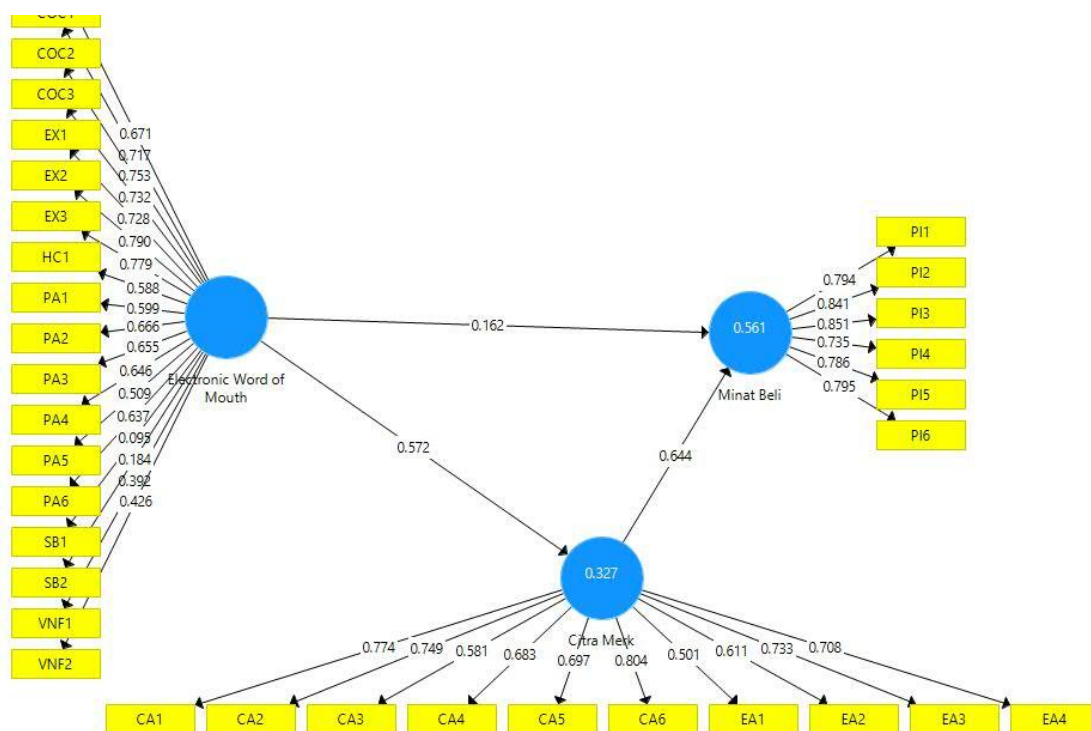 COC2
COC3
EX1
EX2
EX3
HC1
PA1
PA2
PA3
PA4
PA5
PA6
SB1
SB2
VNF1
VNF2
0.671
0.717
0.753
0.732
0.728
0.790
0.779
0.588
0.599
0.666
0.655
0.646
0.509
0.637
0.095
0.184
0.392
0.426
Electronic Word of
Mouth
0.162
0.572
0.644
0.561
Minat Beli
0.794
0.841
0.851
0.735
0.786
0.795
PI1
PI2
PI3
PI4
PI5
PI6
0.327
Citra Merk
0.774
0.749
0.581
0.683
0.697
0.804
0.501
0.611
0.733
0.708
CA1
CA2
CA3
CA4
CA5
CA6
EA1
EA2
EA3
EA4